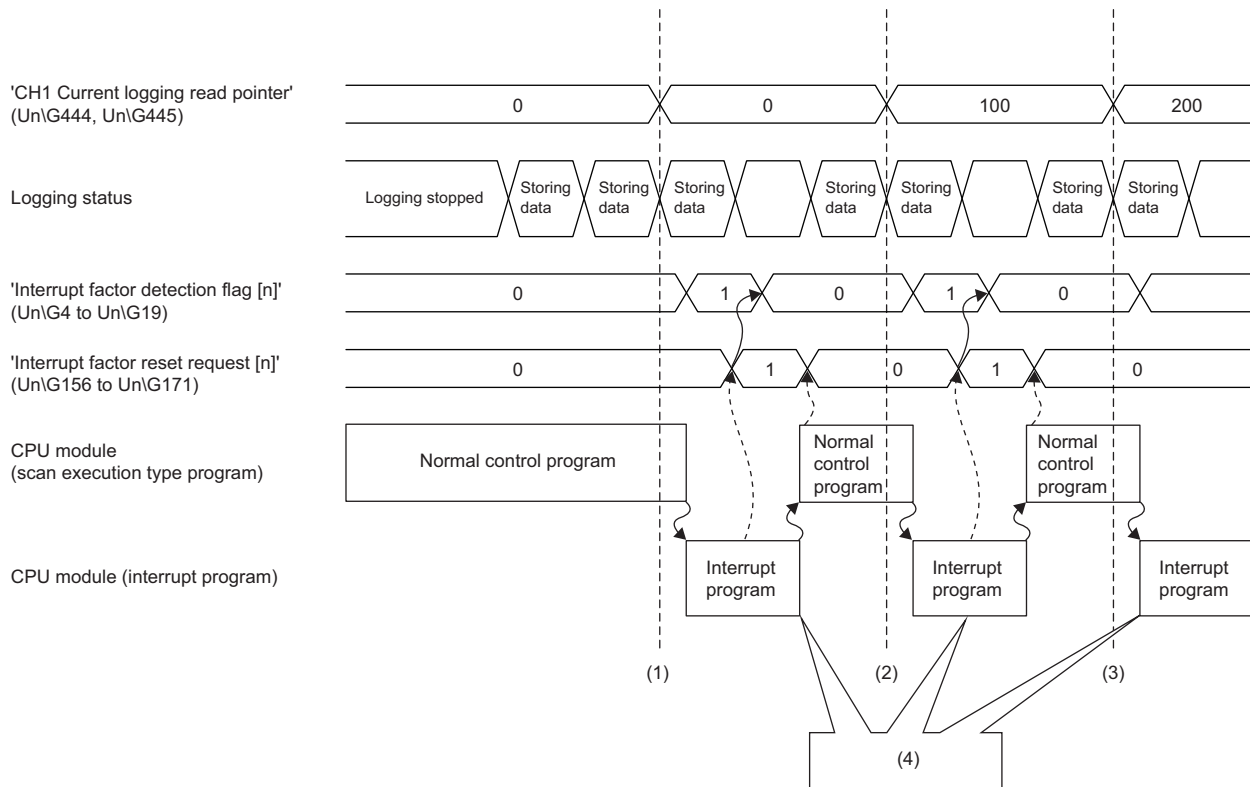 'CH1 Current logging read pointer'
(Un\G444, Un\G445)
0
0
100
200
Logging status
Logging stopped
Storing
data
Storing
data
Storing
data
Storing
data
Storing
data
Storing
data
Storing
data
'Interrupt factor detection flag [n]'
(Un\G4 to Un\G19)
0
1
0
1
0
'Interrupt factor reset request [n]'
(Un\G156 to Un\G171)
0
1
0
1
0
CPU module
(scan execution type program)
Normal control program
Normal
control
program
Normal
control
program
CPU module (interrupt program)
Interrupt
program
Interrupt
program
Interrupt
program
(1)
(2)
(3)
(4)